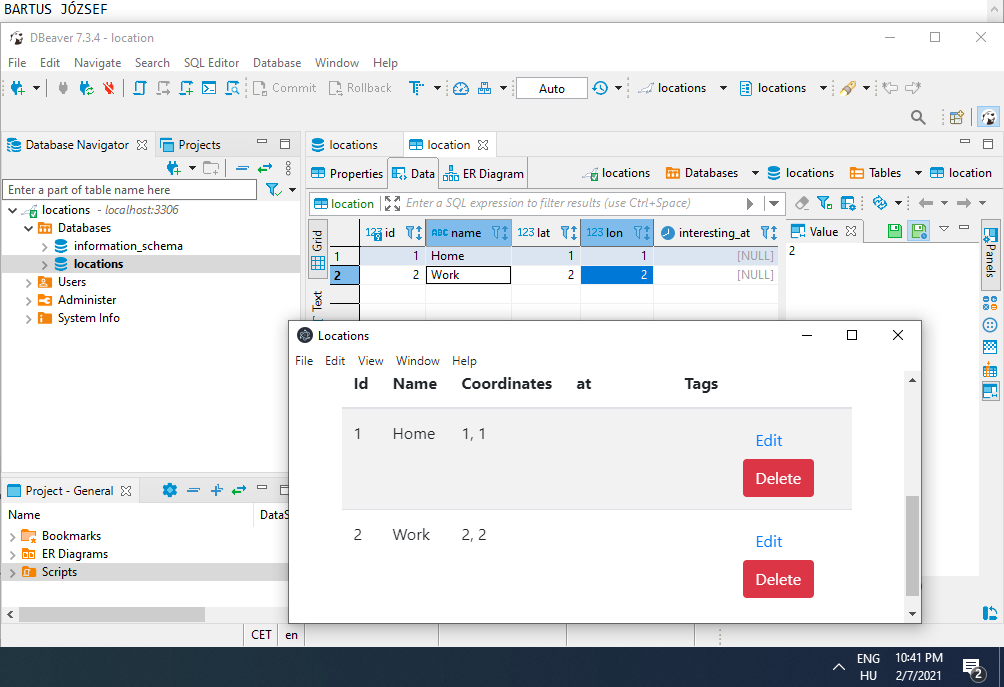 BARTUS JÓZSEF
DBeaver 7.3.4 - location
File Edit Navigate Search SQL Editor Database Window Help
Commit Rollback Auto locations locations
Database Navigator Projects
Enter a part of table name here
locations - localhost:3306
Databases
information_schema
locations
Users
Administer
System Info
locations location
Properties Data ER Diagram locations Databases locations Tables location
location Enter a SQL expression to filter results (use Ctrl+Space)
Grid
Text
123 id ABC name 123 lat 123 lon interesting_at
1 1 Home 1 1 [NULL]
2 2 Work 2 2 [NULL]
Value
2
Panels
Project - General
Name DataS
Bookmarks
ER Diagrams
Scripts
Locations
File Edit View Window Help
Id Name Coordinates at Tags
1 Home 1, 1 Edit
Delete
2 Work 2, 2 Edit
Delete
CET en
ENG 10:41 PM
HU 2/7/2021
2